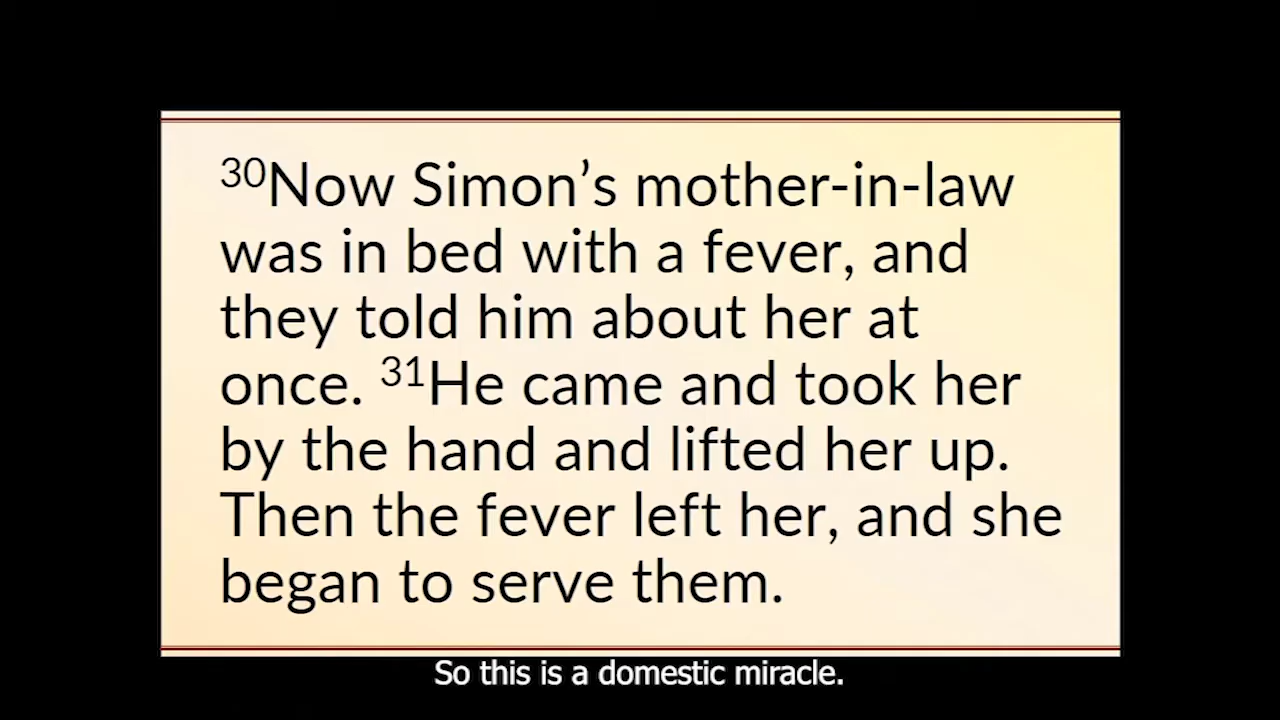 30Now Simon’s mother-in-law
was in bed with a fever, and
they told him about her at
once. 31He came and took her
by the hand and lifted her up.
Then the fever left her, and she
began to serve them.
So this is a domestic miracle.